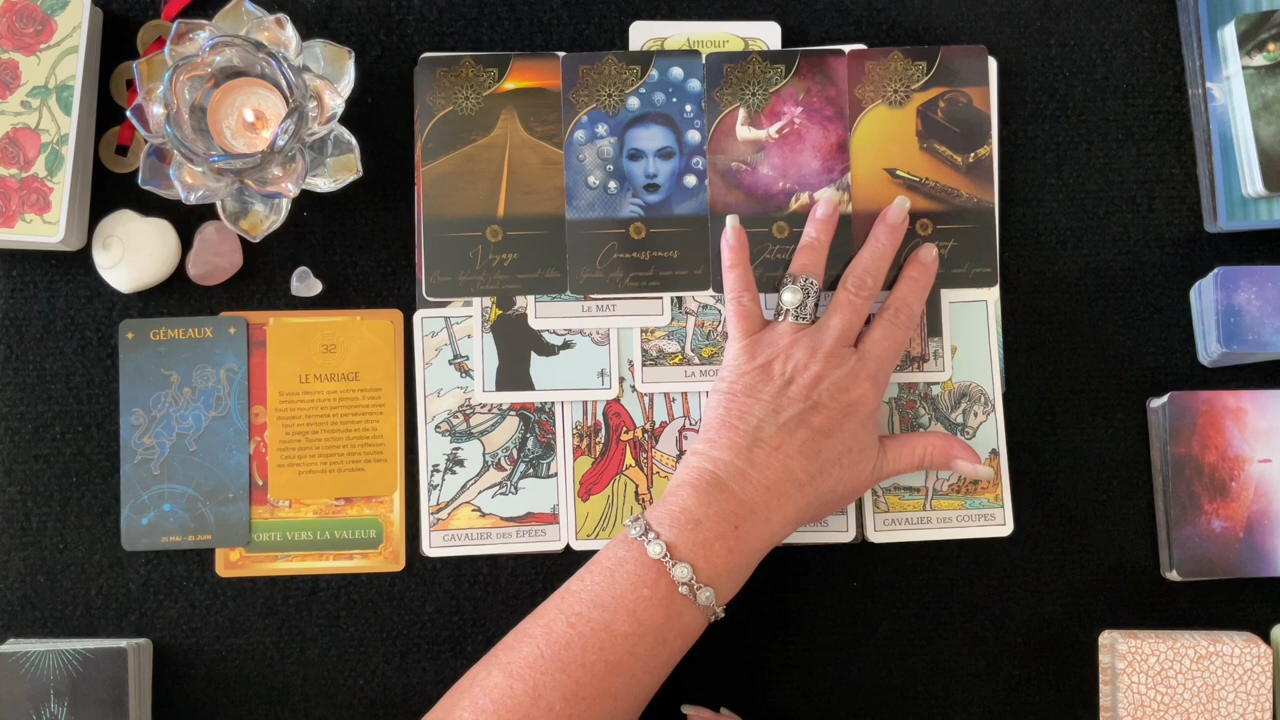 Amour
Voyage
Connaissances
LE MAT
LA MOR
GÉMEAUX
21 MAI - 21 JUIN
32
LE MARIAGE
Si vous désirez que votre relation
amoureuse dure à jamais, il vous
faut la nourrir en permanence avec
douceur, fermeté et persévérance,
tout en évitant de tomber dans
le piège de l'habitude et de la
routine. Toute action durable doit
naître dans le calme et la réflexion.
Celui qui se disperse dans toutes
les directions ne peut créer de liens
profonds et durables.
PORTE VERS LA VALEUR
CAVALIER DES ÉPÉES
TONS
CAVALIER DES COUPES